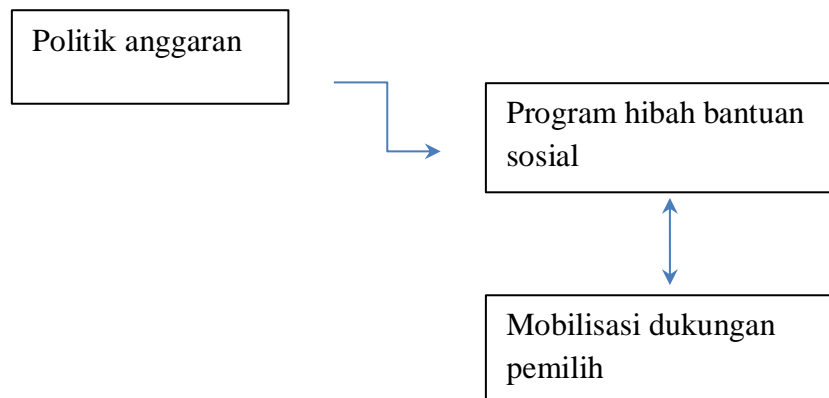 Politik anggaran
Program hibah bantuan
sosial
Mobilisasi dukungan
pemilih